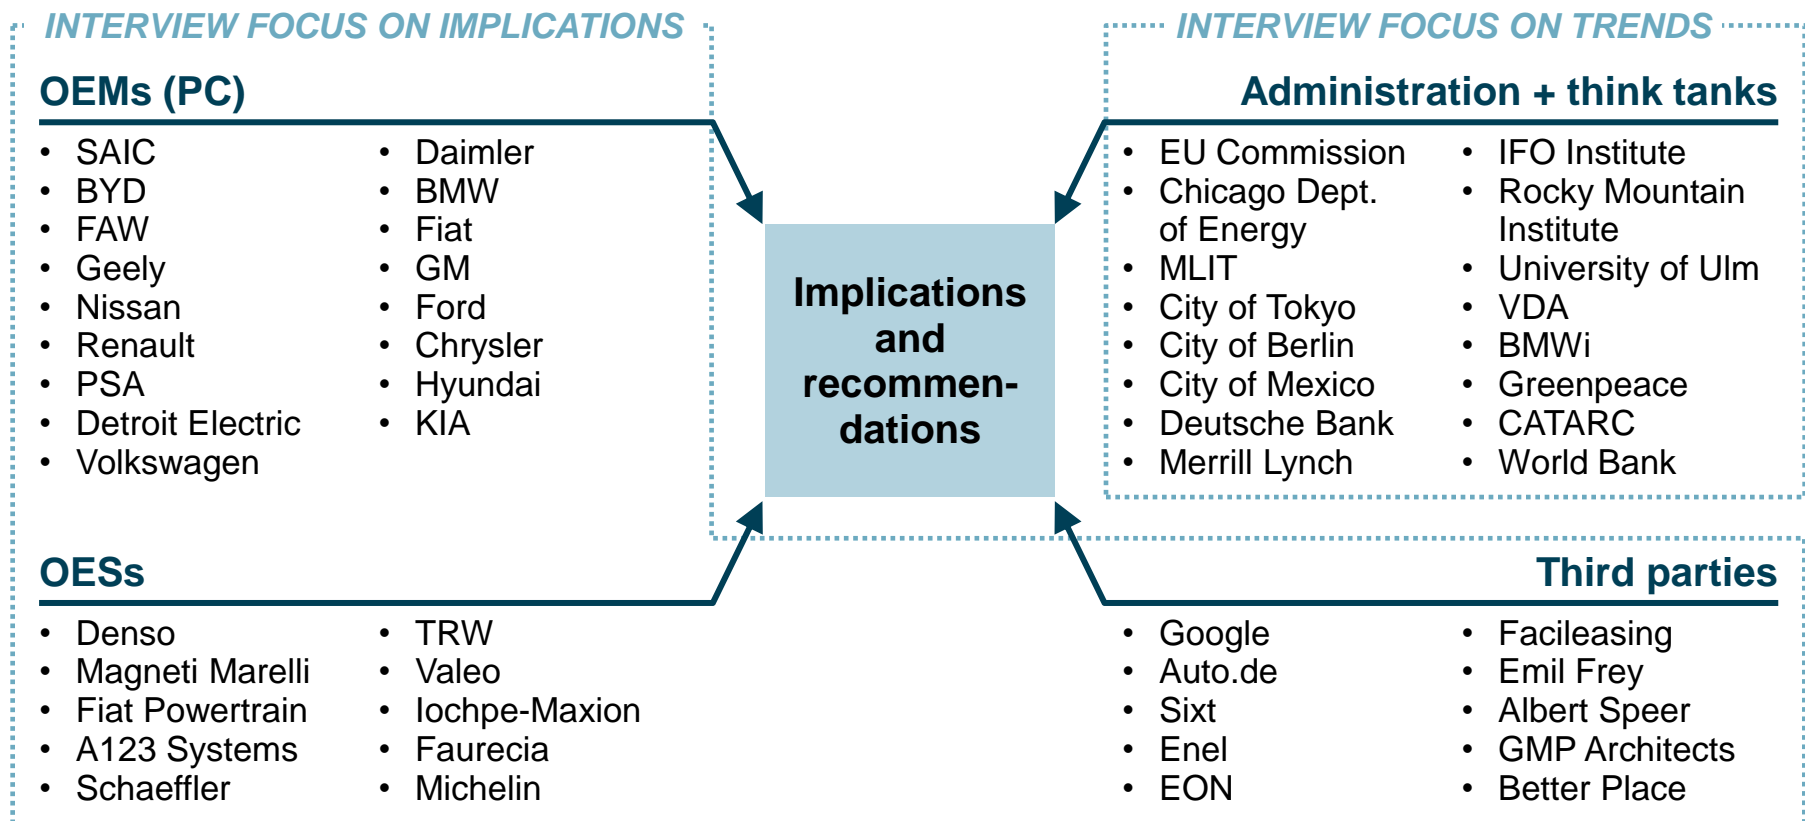 INTERVIEW FOCUS ON IMPLICATIONS
OEMs (PC)
• SAIC
• BYD
• FAW
• Geely
• Nissan
• Renault
• PSA
• Detroit Electric
• Volkswagen
• Daimler
• BMW
• Fiat
• GM
• Ford
• Chrysler
• Hyundai
• KIA
INTERVIEW FOCUS ON TRENDS
Administration + think tanks
• EU Commission
• Chicago Dept.
of Energy
• MLIT
• City of Tokyo
• City of Berlin
• City of Mexico
• Deutsche Bank
• Merrill Lynch
• IFO Institute
• Rocky Mountain
Institute
• University of Ulm
• VDA
• BMWi
• Greenpeace
• CATARC
• World Bank
Implications
and
recommen-
dations
OESs
• Denso
• Magneti Marelli
• Fiat Powertrain
• A123 Systems
• Schaeffler
• TRW
• Valeo
• Iochpe-Maxion
• Faurecia
• Michelin
Third parties
• Google
• Auto.de
• Sixt
• Enel
• EON
• Facileasing
• Emil Frey
• Albert Speer
• GMP Architects
• Better Place